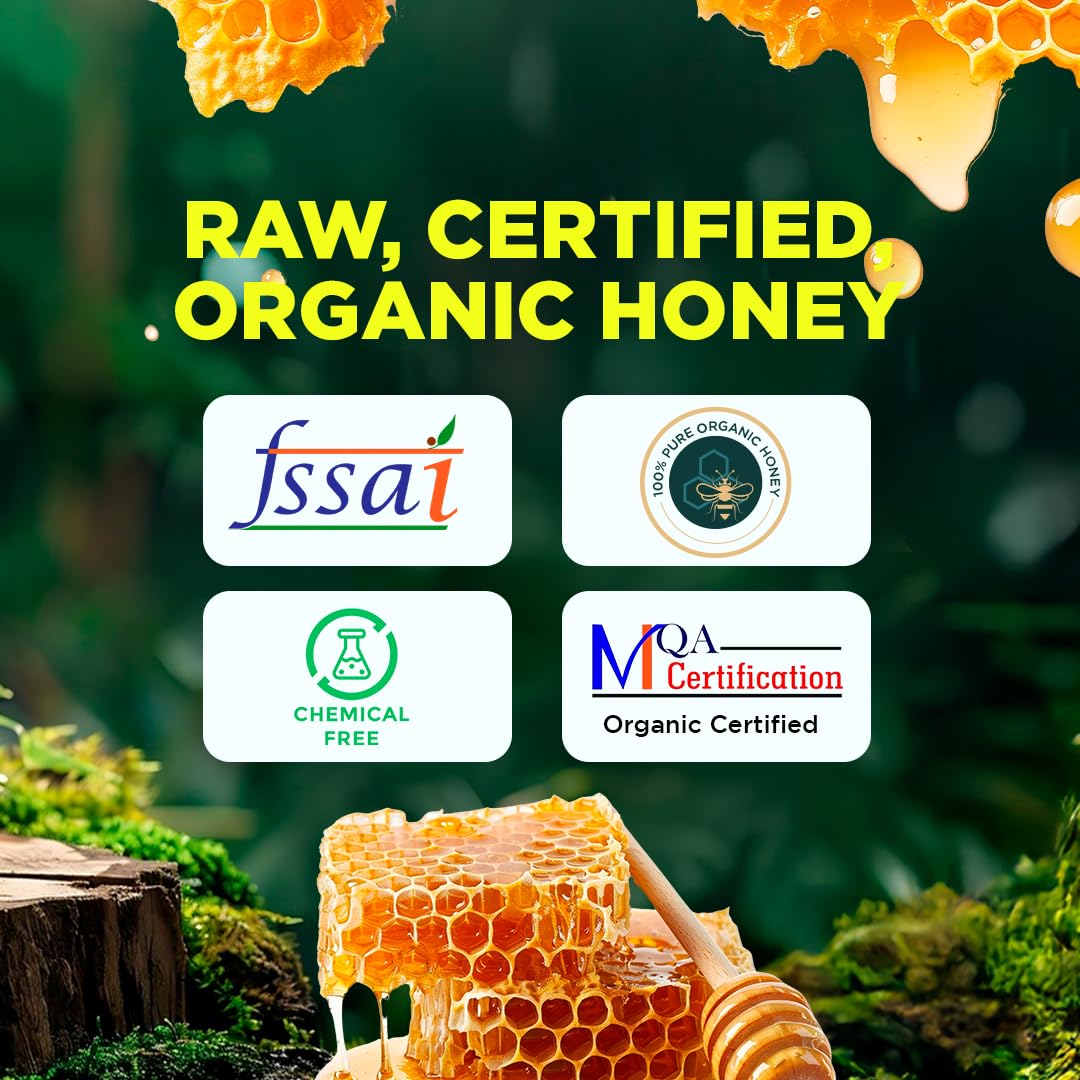 RAW, CERTIFIED,
ORGANIC HONEY
fssai
100% PURE ORGANIC HONEY
CHEMICAL
FREE
MQA
Certification
Organic Certified